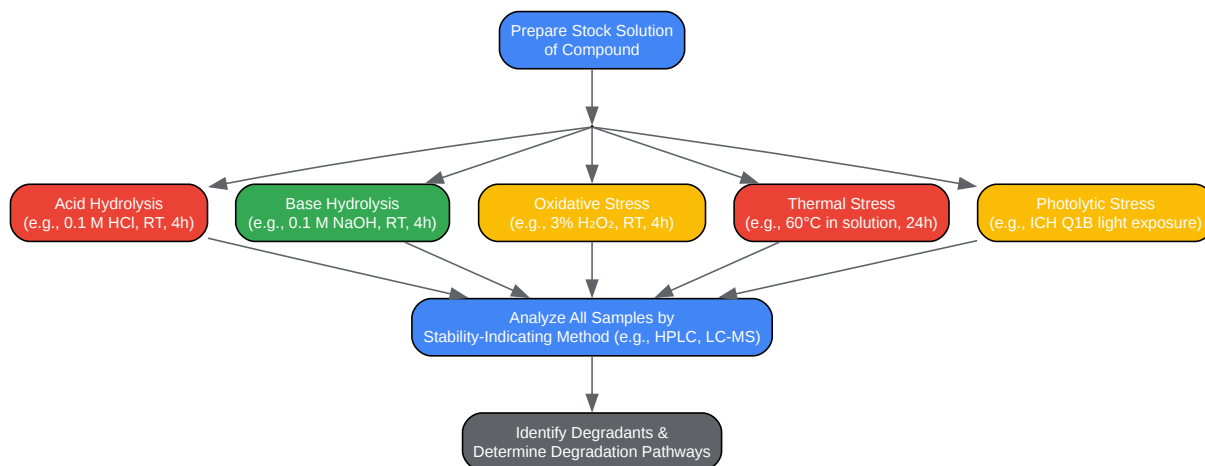 Prepare Stock Solution
of Compound
Acid Hydrolysis
(e.g., 0.1 M HCl, RT, 4h)
Base Hydrolysis
(e.g., 0.1 M NaOH, RT, 4h)
Oxidative Stress
(e.g., 3% H₂O₂, RT, 4h)
Thermal Stress
(e.g., 60°C in solution, 24h)
Photolytic Stress
(e.g., ICH Q1B light exposure)
Analyze All Samples by
Stability-Indicating Method (e.g., HPLC, LC-MS)
Identify Degradants &
Determine Degradation Pathways